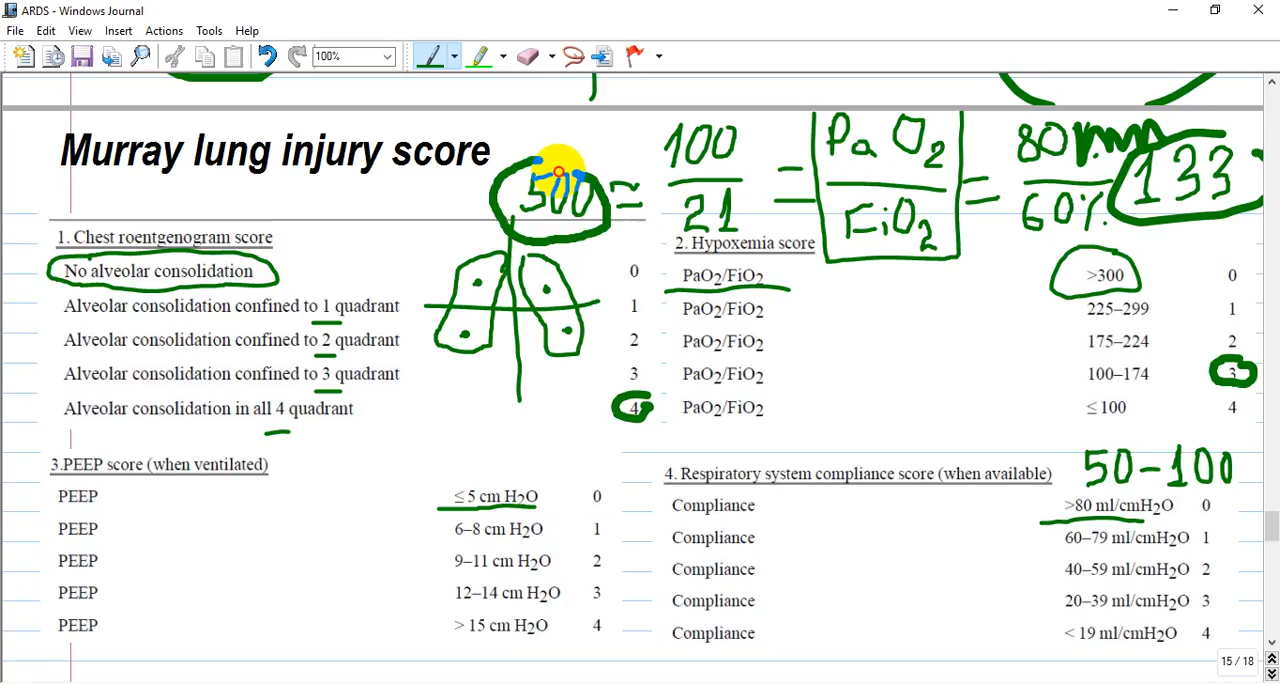 ARDS - Windows Journal
File Edit View Insert Actions Tools Help
100%
Murray lung injury score
500 ≈ 100/21 = PaO2/FiO2 = 80mm/60% 133
1. Chest roentgenogram score
No alveolar consolidation 0
Alveolar consolidation confined to 1 quadrant 1
Alveolar consolidation confined to 2 quadrant 2
Alveolar consolidation confined to 3 quadrant 3
Alveolar consolidation in all 4 quadrant 4
2. Hypoxemia score
PaO2/FiO2 >300 0
PaO2/FiO2 225–299 1
PaO2/FiO2 175–224 2
PaO2/FiO2 100–174 3
PaO2/FiO2 ≤ 100 4
3.PEEP score (when ventilated)
PEEP ≤ 5 cm H2O 0
PEEP 6–8 cm H2O 1
PEEP 9–11 cm H2O 2
PEEP 12–14 cm H2O 3
PEEP > 15 cm H2O 4
4. Respiratory system compliance score (when available) 50-100
Compliance >80 ml/cmH2O 0
Compliance 60–79 ml/cmH2O 1
Compliance 40–59 ml/cmH2O 2
Compliance 20–39 ml/cmH2O 3
Compliance < 19 ml/cmH2O 4
15 / 18